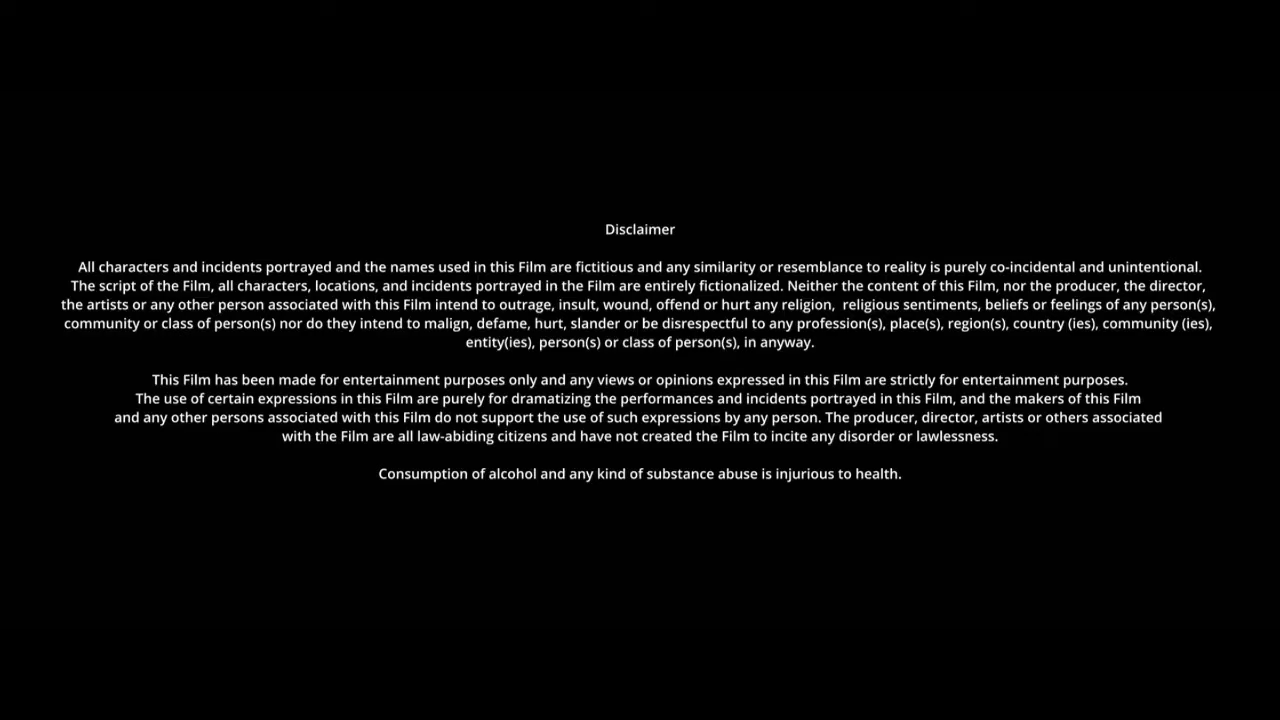 Disclaimer
All characters and incidents portrayed and the names used in this Film are fictitious and any similarity or resemblance to reality is purely co-incidental and unintentional.
The script of the Film, all characters, locations, and incidents portrayed in the Film are entirely fictionalized. Neither the content of this Film, nor the producer, the director,
the artists or any other person associated with this Film intend to outrage, insult, wound, offend or hurt any religion,  religious sentiments, beliefs or feelings of any person(s),
community or class of person(s) nor do they intend to malign, defame, hurt, slander or be disrespectful to any profession(s), place(s), region(s), country (ies), community (ies),
entity(ies), person(s) or class of person(s), in anyway.
This Film has been made for entertainment purposes only and any views or opinions expressed in this Film are strictly for entertainment purposes.
The use of certain expressions in this Film are purely for dramatizing the performances and incidents portrayed in this Film, and the makers of this Film
and any other persons associated with this Film do not support the use of such expressions by any person. The producer, director, artists or others associated
with the Film are all law-abiding citizens and have not created the Film to incite any disorder or lawlessness.
Consumption of alcohol and any kind of substance abuse is injurious to health.